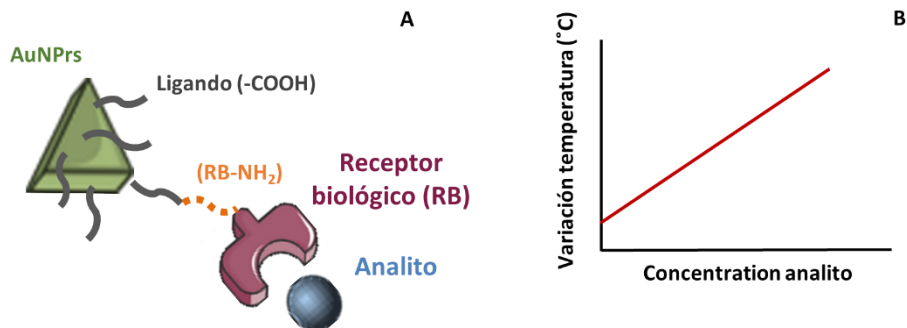 A
AuNPrs
Ligando (-COOH)
(RB-NH₂)
Receptor
biológico (RB)
Analito
B
Variación temperatura (˚C)
Concentration analito